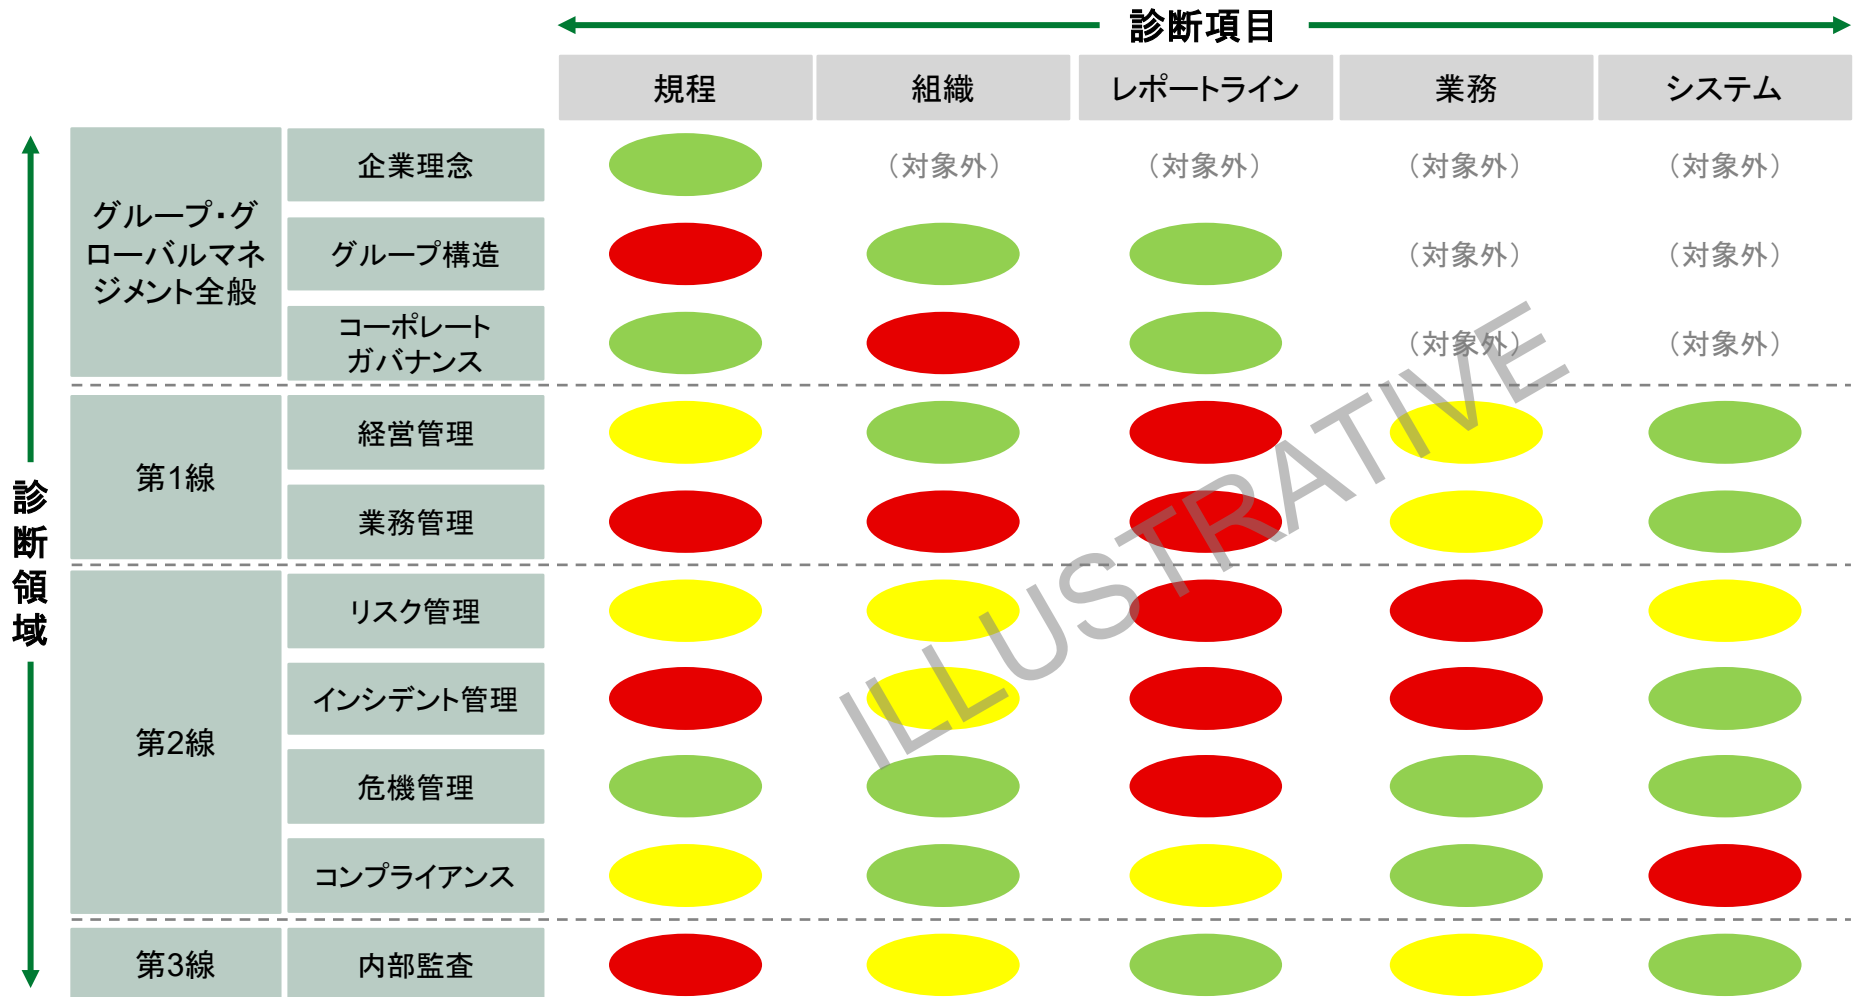 診断項目
規程 組織 レポートライン 業務 システム
診断領域
グループ・グ
ローバルマネ
ジメント全般
企業理念 （対象外） （対象外） （対象外） （対象外）
グループ構造 （対象外） （対象外）
コーポレート
ガバナンス
（対象外） （対象外）
第1線
経営管理
業務管理
第2線
リスク管理
インシデント管理
危機管理
コンプライアンス
第3線
内部監査
ILLUSTRATIVE